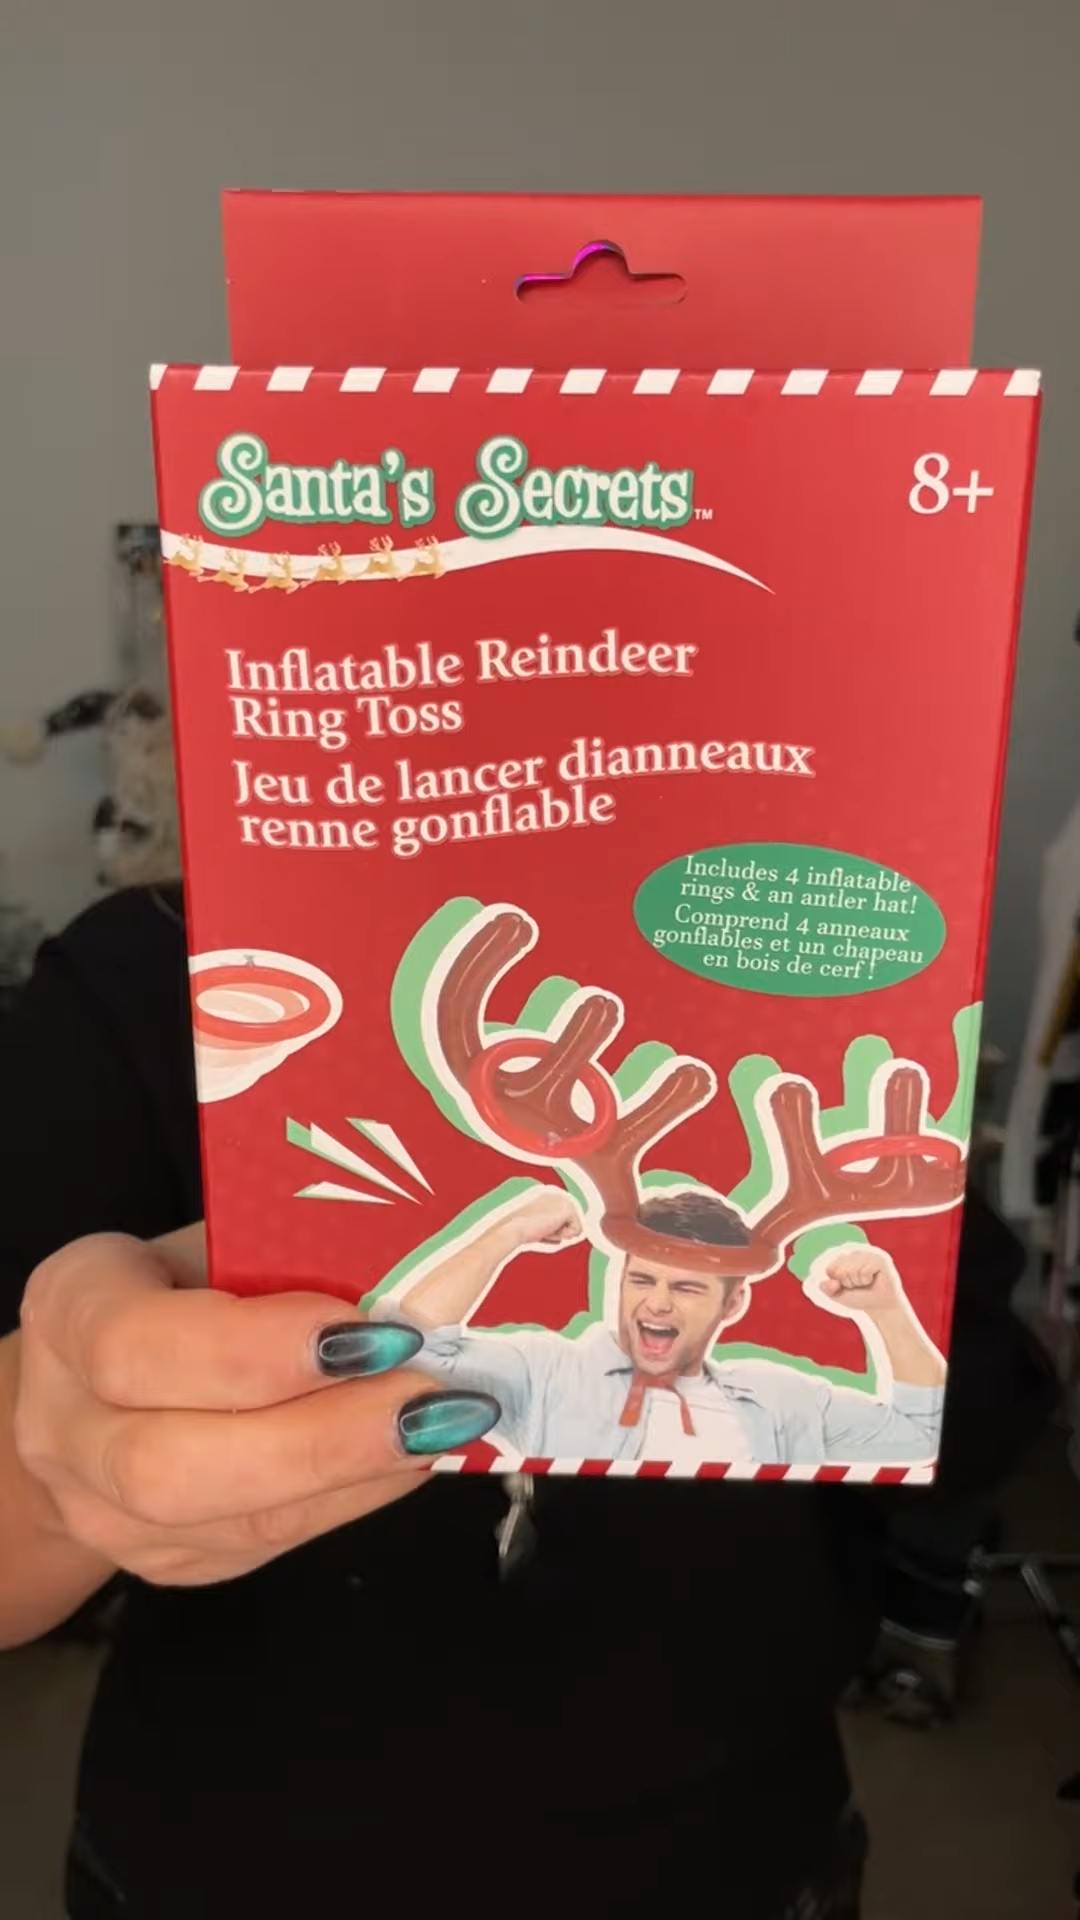 Santa's Secrets™
8+
Inflatable Reindeer
Ring Toss
Jeu de lancer dianneaux
renne gonflable
Includes 4 inflatable
rings & an antler hat!
Comprend 4 anneaux
gonflables et un chapeau
en bois de cerf !